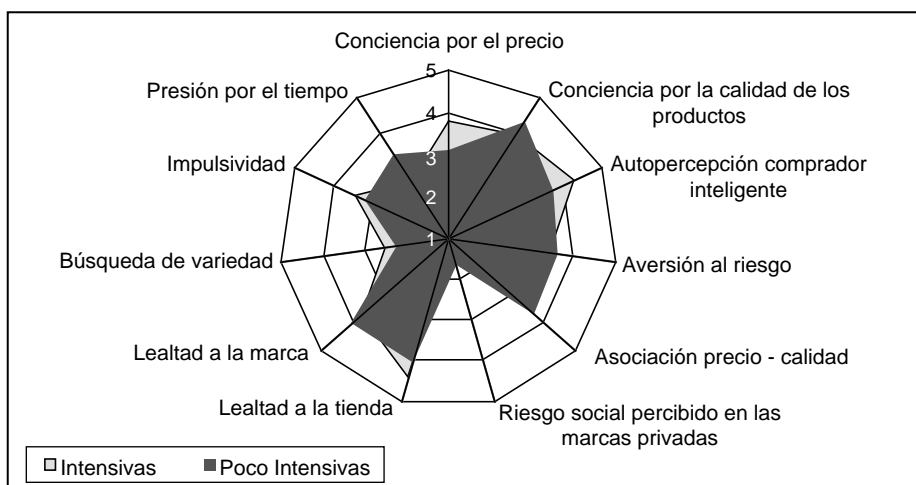 Conciencia por el precio
5
Presión por el tiempo
Conciencia por la calidad de los
productos
4
Impulsividad
3
Autopercepción comprador
inteligente
2
Búsqueda de variedad
1
Aversión al riesgo
Lealtad a la marca
Asociación precio - calidad
Lealtad a la tienda
Riesgo social percibido en las
marcas privadas
Intensivas
Poco Intensivas